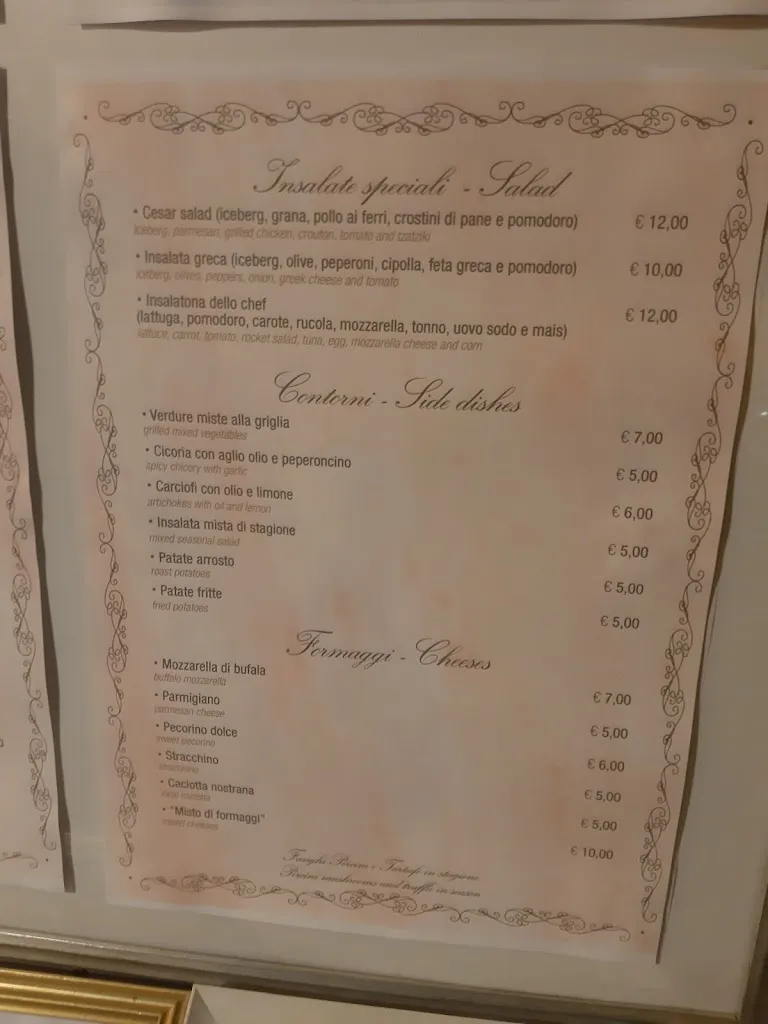 Insalate speciali - Salad
• Cesar salad (iceberg, grana, pollo ai ferri, crostini di pane e pomodoro) € 12,00
Iceberg, parmesan, grilled chicken, crouton, tomato and tzatziki
• Insalata greca (iceberg, olive, peperoni, cipolla, feta greca e pomodoro) € 10,00
Iceberg, olives, peppers, onion, greek cheese and tomato
• Insalatona dello chef
(lattuga, pomodoro, carote, rucola, mozzarella, tonno, uovo sodo e mais) € 12,00
lattuce, carrot, tomato, rocket salad, tuna, egg, mozzarella cheese and corn
Contorni - Side dishes
• Verdure miste alla griglia € 7,00
grilled mixed vegetables
• Cicoria con aglio olio e peperoncino € 5,00
spicy chicory with garlic
• Carciofi con olio e limone € 6,00
artichokes with oil and lemon
• Insalata mista di stagione € 5,00
mixed seasonal salad
• Patate arrosto € 5,00
roast potatoes
• Patate fritte € 5,00
fried potatoes
Formaggi - Cheeses
• Mozzarella di bufala € 7,00
buffalo mozzarella
• Parmigiano € 5,00
parmesan cheese
• Pecorino dolce € 6,00
sweet pecorino
• Stracchino € 5,00
stracchino
• Caciotta nostrana € 5,00
• "Misto di formaggi" € 10,00
mixed cheeses
Funghi Porcini e Tartufi in stagione
Porcini mushrooms and truffle in season